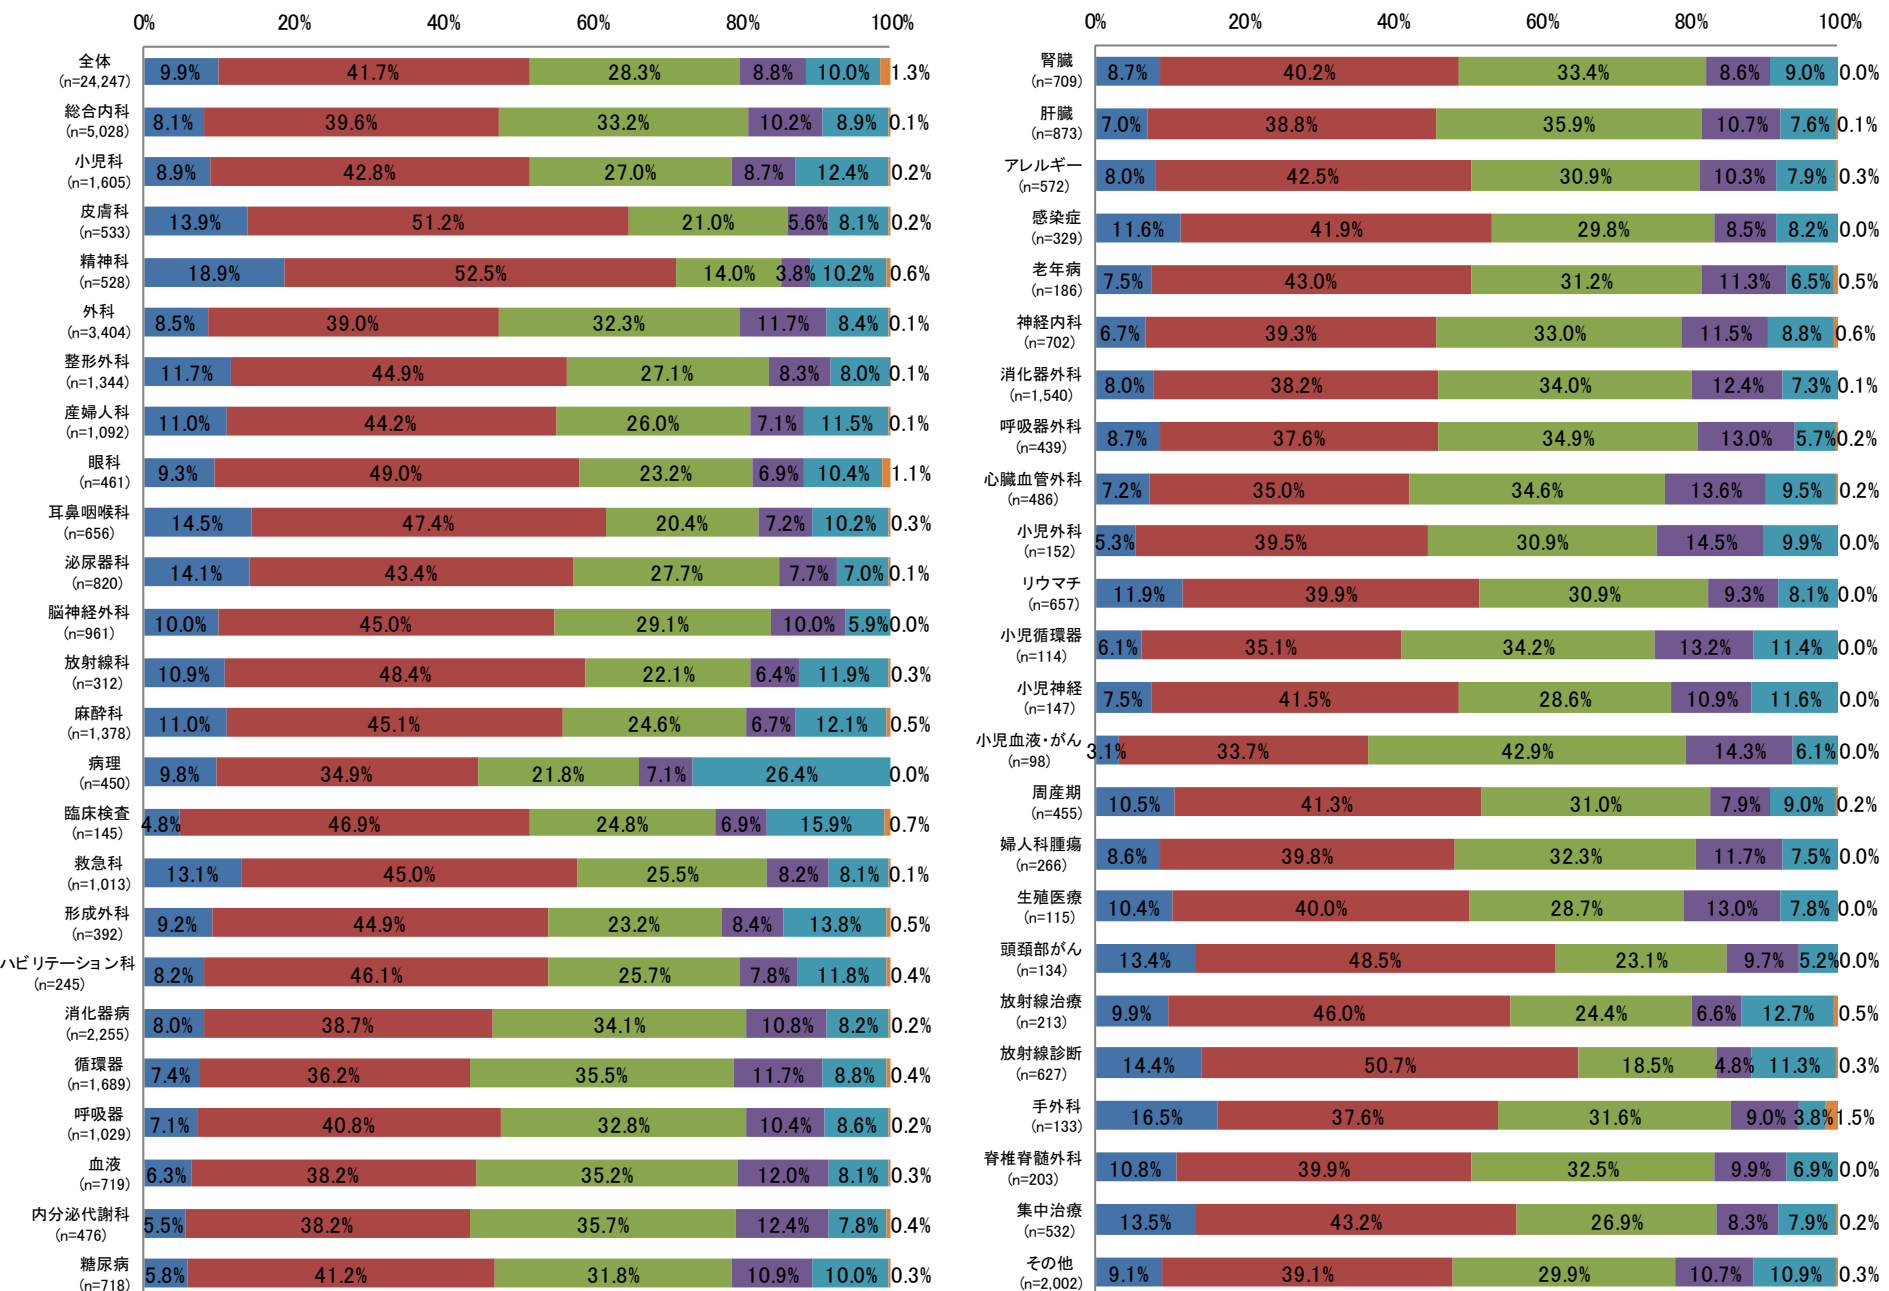 0% 20% 40% 60% 80% 100%
全体
(n=24,247)
9.9% 41.7% 28.3% 8.8% 10.0% 1.3%
総合内科
(n=5,028)
8.1% 39.6% 33.2% 10.2% 8.9% 0.1%
小児科
(n=1,605)
8.9% 42.8% 27.0% 8.7% 12.4% 0.2%
皮膚科
(n=533)
13.9% 51.2% 21.0% 5.6% 8.1% 0.2%
精神科
(n=528)
18.9% 52.5% 14.0% 3.8% 10.2% 0.6%
外科
(n=3,404)
8.5% 39.0% 32.3% 11.7% 8.4% 0.1%
整形外科
(n=1,344)
11.7% 44.9% 27.1% 8.3% 8.0% 0.1%
産婦人科
(n=1,092)
11.0% 44.2% 26.0% 7.1% 11.5% 0.1%
眼科
(n=461)
9.3% 49.0% 23.2% 6.9% 10.4% 1.1%
耳鼻咽喉科
(n=656)
14.5% 47.4% 20.4% 7.2% 10.2% 0.3%
泌尿器科
(n=820)
14.1% 43.4% 27.7% 7.7% 7.0% 0.1%
脳神経外科
(n=961)
10.0% 45.0% 29.1% 10.0% 5.9% 0.0%
放射線科
(n=312)
10.9% 48.4% 22.1% 6.4% 11.9% 0.3%
麻酔科
(n=1,378)
11.0% 45.1% 24.6% 6.7% 12.1% 0.5%
病理
(n=450)
9.8% 34.9% 21.8% 7.1% 26.4% 0.0%
臨床検査
(n=145)
4.8% 46.9% 24.8% 6.9% 15.9% 0.7%
救急科
(n=1,013)
13.1% 45.0% 25.5% 8.2% 8.1% 0.1%
形成外科
(n=392)
9.2% 44.9% 23.2% 8.4% 13.8% 0.5%
ハビリテーション科
(n=245)
8.2% 46.1% 25.7% 7.8% 11.8% 0.4%
消化器病
(n=2,255)
8.0% 38.7% 34.1% 10.8% 8.2% 0.2%
循環器
(n=1,689)
7.4% 36.2% 35.5% 11.7% 8.8% 0.4%
呼吸器
(n=1,029)
7.1% 40.8% 32.8% 10.4% 8.6% 0.2%
血液
(n=719)
6.3% 38.2% 35.2% 12.0% 8.1% 0.3%
内分泌代謝科
(n=476)
5.5% 38.2% 35.7% 12.4% 7.8% 0.4%
糖尿病
(n=718)
5.8% 41.2% 31.8% 10.9% 10.0% 0.3%
0% 20% 40% 60% 80% 100%
腎臓
(n=709)
8.7% 40.2% 33.4% 8.6% 9.0% 0.0%
肝臓
(n=873)
7.0% 38.8% 35.9% 10.7% 7.6% 0.1%
アレルギー
(n=572)
8.0% 42.5% 30.9% 10.3% 7.9% 0.3%
感染症
(n=329)
11.6% 41.9% 29.8% 8.5% 8.2% 0.0%
老年病
(n=186)
7.5% 43.0% 31.2% 11.3% 6.5% 0.5%
神経内科
(n=702)
6.7% 39.3% 33.0% 11.5% 8.8% 0.6%
消化器外科
(n=1,540)
8.0% 38.2% 34.0% 12.4% 7.3% 0.1%
呼吸器外科
(n=439)
8.7% 37.6% 34.9% 13.0% 5.7% 0.2%
心臓血管外科
(n=486)
7.2% 35.0% 34.6% 13.6% 9.5% 0.2%
小児外科
(n=152)
5.3% 39.5% 30.9% 14.5% 9.9% 0.0%
リウマチ
(n=657)
11.9% 39.9% 30.9% 9.3% 8.1% 0.0%
小児循環器
(n=114)
6.1% 35.1% 34.2% 13.2% 11.4% 0.0%
小児神経
(n=147)
7.5% 41.5% 28.6% 10.9% 11.6% 0.0%
小児血液・がん
(n=98)
3.1% 33.7% 42.9% 14.3% 6.1% 0.0%
周産期
(n=455)
10.5% 41.3% 31.0% 7.9% 9.0% 0.2%
婦人科腫瘍
(n=266)
8.6% 39.8% 32.3% 11.7% 7.5% 0.0%
生殖医療
(n=115)
10.4% 40.0% 28.7% 13.0% 7.8% 0.0%
頭頚部がん
(n=134)
13.4% 48.5% 23.1% 9.7% 5.2% 0.0%
放射線治療
(n=213)
9.9% 46.0% 24.4% 6.6% 12.7% 0.5%
放射線診断
(n=627)
14.4% 50.7% 18.5% 4.8% 11.3% 0.3%
手外科
(n=133)
16.5% 37.6% 31.6% 9.0% 3.8% 1.5%
脊椎脊髄外科
(n=203)
10.8% 39.9% 32.5% 9.9% 6.9% 0.0%
集中治療
(n=532)
13.5% 43.2% 26.9% 8.3% 7.9% 0.2%
その他
(n=2,002)
9.1% 39.1% 29.9% 10.7% 10.9% 0.3%